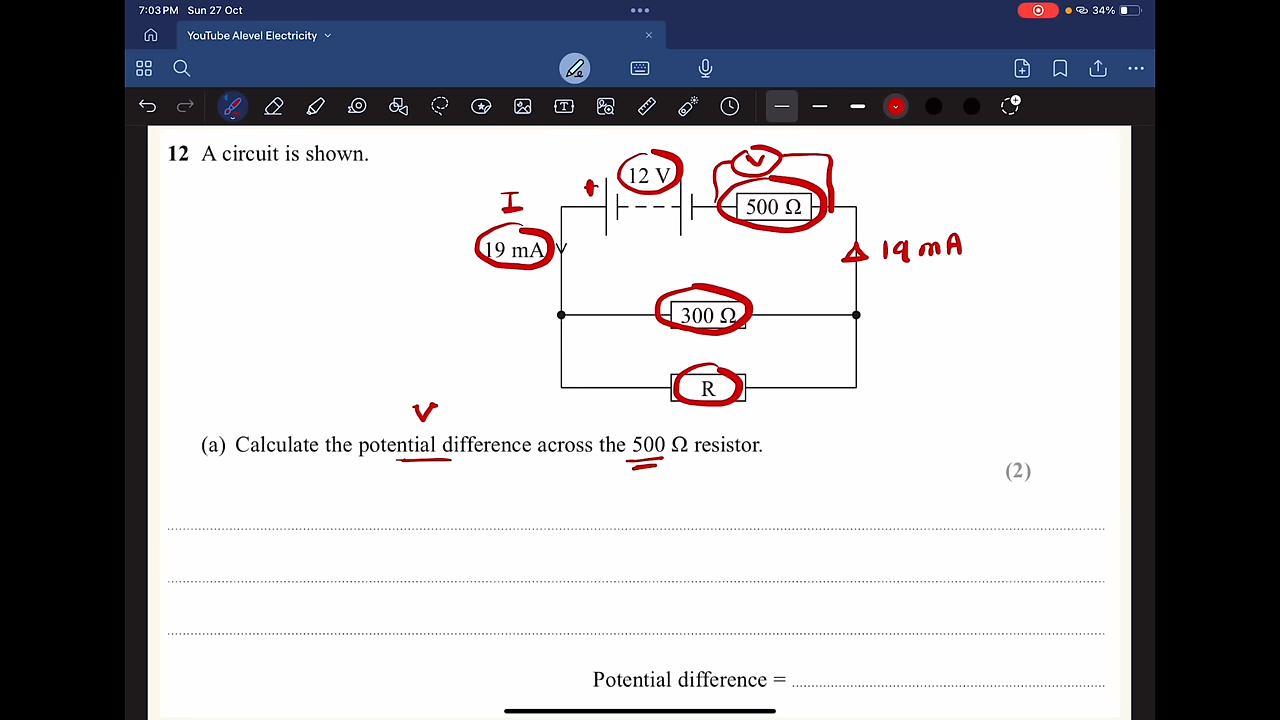 7:03 PM Sun 27 Oct
34%
YouTube Alevel Electricity
12 A circuit is shown.
12 V
V
500 Ω
+
I
19 mA
19 mA
300 Ω
R
V
(a) Calculate the potential difference across the 500 Ω resistor.
(2)
Potential difference =